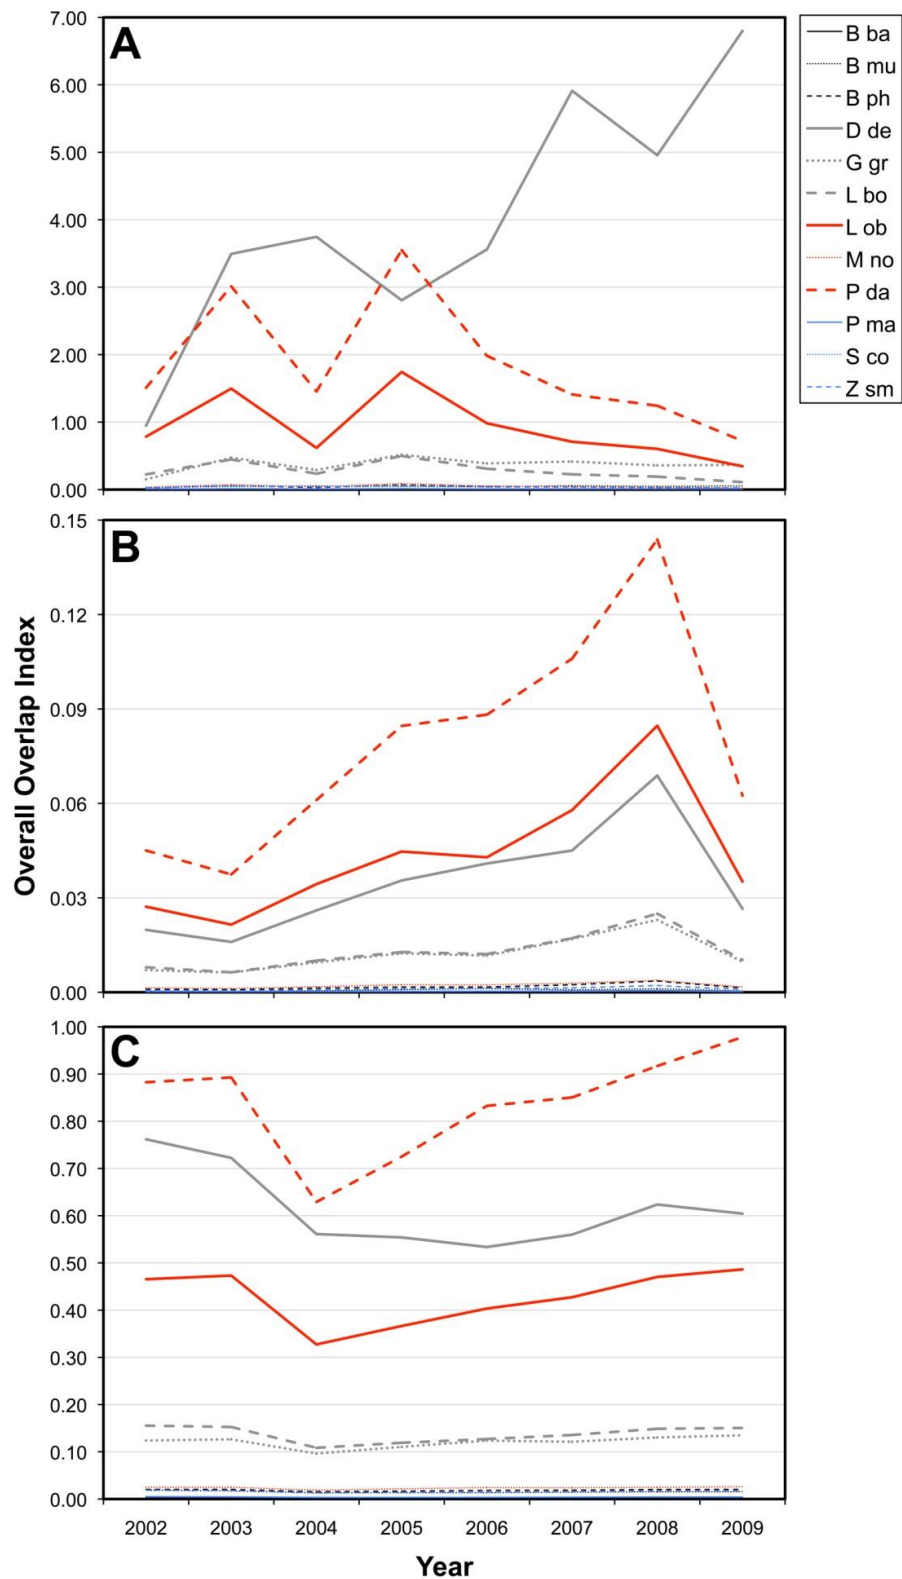 A
7.00
6.00
5.00
4.00
3.00
2.00
1.00
0.00
B ba
B mu
B ph
D de
G gr
L bo
L ob
M no
P da
P ma
S co
Z sm
B
0.15
0.12
0.09
0.06
0.03
0.00
Overall Overlap Index
C
1.00
0.90
0.80
0.70
0.60
0.50
0.40
0.30
0.20
0.10
0.00
2002 2003 2004 2005 2006 2007 2008 2009
Year